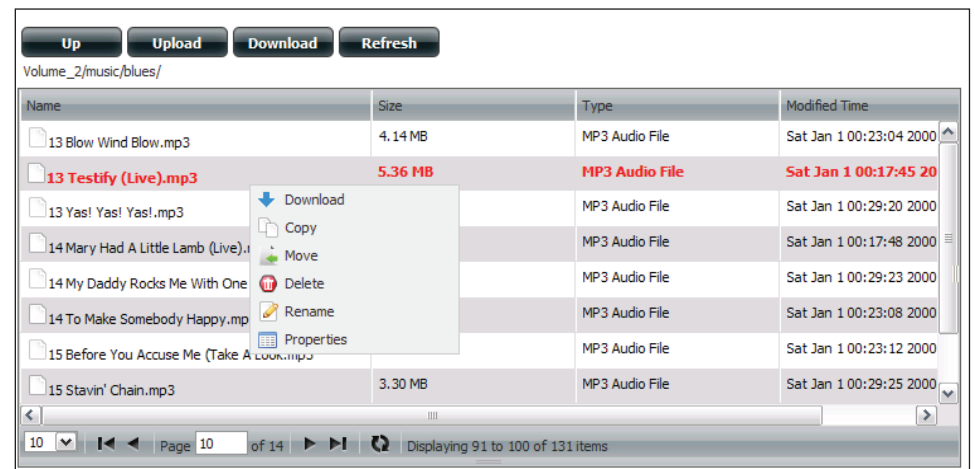 Up Upload Download Refresh
Volume_2/music/blues/
Name Size Type Modified Time
13 Blow Wind Blow.mp3 4.14 MB MP3 Audio File Sat Jan 1 00:23:04 2000
13 Testify (Live).mp3 5.36 MB MP3 Audio File Sat Jan 1 00:17:45 20
Download
13 Yas! Yas! Yas!.mp3 MP3 Audio File Sat Jan 1 00:29:20 2000
Copy
14 Mary Had A Little Lamb (Live). MP3 Audio File Sat Jan 1 00:17:48 2000
Move
14 My Daddy Rocks Me With One MP3 Audio File Sat Jan 1 00:29:23 2000
Delete
14 To Make Somebody Happy.mp MP3 Audio File Sat Jan 1 00:23:08 2000
Rename
Properties
15 Before You Accuse Me (Take A Look.mp3 MP3 Audio File Sat Jan 1 00:23:12 2000
15 Stavin' Chain.mp3 3.30 MB MP3 Audio File Sat Jan 1 00:29:25 2000
10 Page 10 of 14 Displaying 91 to 100 of 131 items